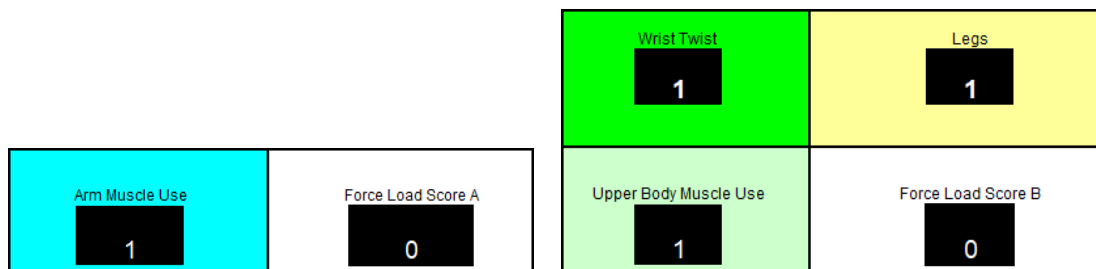 Wrist Twist Legs
1 1
Arm Muscle Use Force Load Score A Upper Body Muscle Use Force Load Score B
1 0 1 0